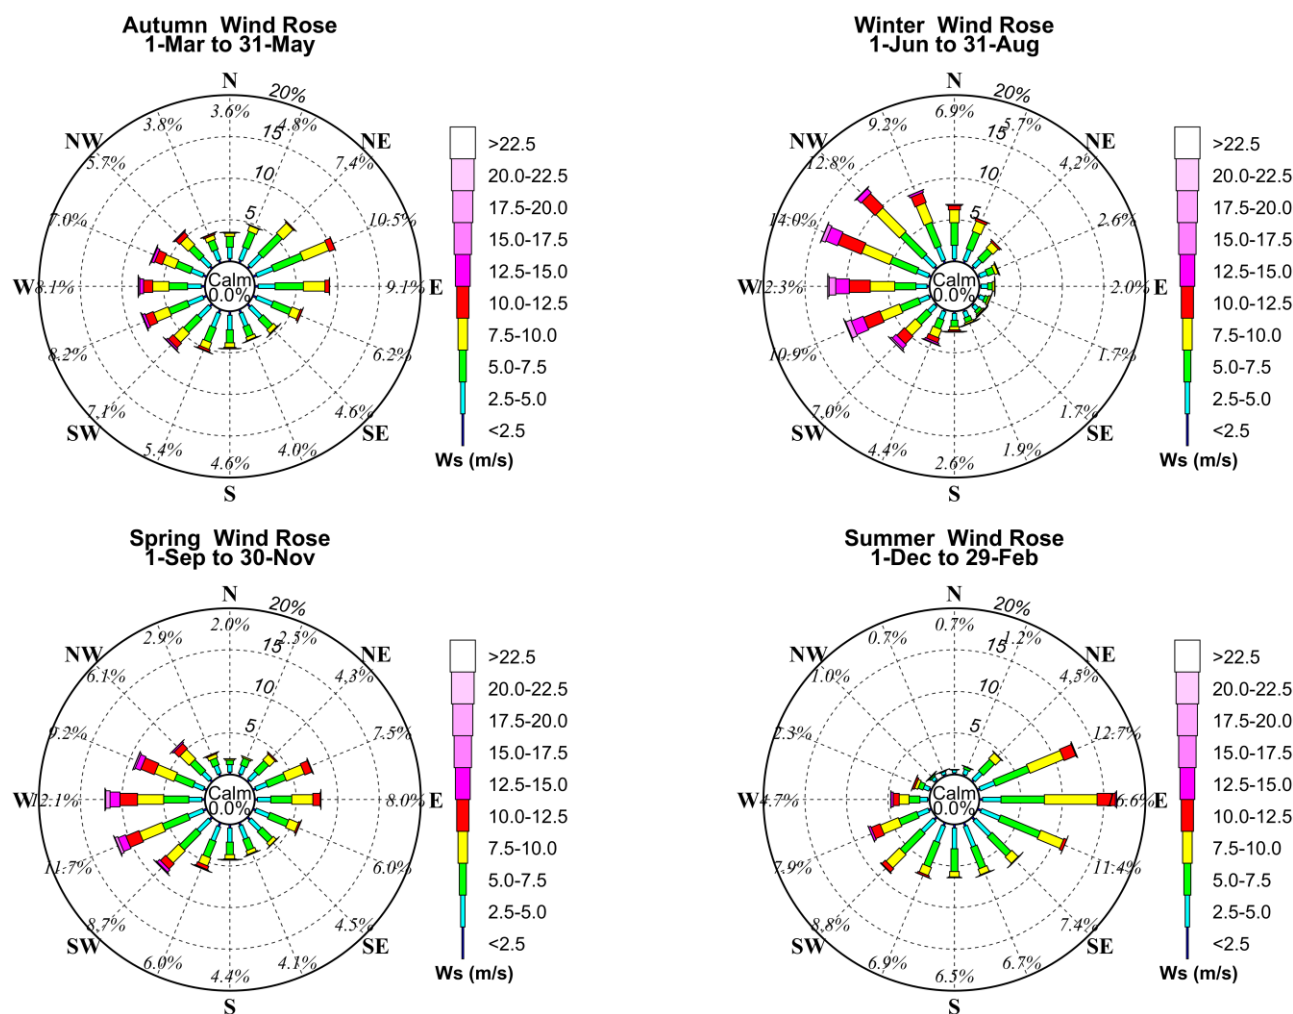 Autumn  Wind Rose
1-Mar to 31-May
N
20%
3.6%
4.8%
3.8%
NW
NE
15
5.7%
7.4%
10
7.0%
5
10.5%
Calm
0.0%
W
8.1%
9.1%
E
8.2%
6.2%
7.1%
4.6%
SW
SE
5.4%
4.0%
4.6%
S
>22.5
20.0-22.5
17.5-20.0
15.0-17.5
12.5-15.0
10.0-12.5
7.5-10.0
5.0-7.5
2.5-5.0
<2.5
Ws (m/s)
Winter  Wind Rose
1-Jun to 31-Aug
N
20%
6.9%
5.7%
9.2%
NW
NE
15
12.8%
4.2%
10
14.0%
5
2.6%
Calm
0.0%
W
12.3%
2.0%
E
10.9%
1.7%
7.0%
1.7%
SW
SE
4.4%
1.9%
2.6%
S
>22.5
20.0-22.5
17.5-20.0
15.0-17.5
12.5-15.0
10.0-12.5
7.5-10.0
5.0-7.5
2.5-5.0
<2.5
Ws (m/s)
Spring  Wind Rose
1-Sep to 30-Nov
N
20%
2.0%
2.5%
2.9%
NW
NE
15
6.1%
4.3%
10
9.2%
5
7.5%
Calm
0.0%
W
12.1%
8.0%
E
11.7%
6.0%
8.7%
4.5%
SW
SE
6.0%
4.1%
4.4%
S
>22.5
20.0-22.5
17.5-20.0
15.0-17.5
12.5-15.0
10.0-12.5
7.5-10.0
5.0-7.5
2.5-5.0
<2.5
Ws (m/s)
Summer  Wind Rose
1-Dec to 29-Feb
N
20%
0.7%
1.2%
0.7%
NW
NE
15
1.0%
4.5%
10
2.3%
5
12.7%
Calm
0.0%
W
4.7%
E
7.9%
11.4%
8.8%
7.4%
SW
SE
6.9%
6.7%
6.5%
S
>22.5
20.0-22.5
17.5-20.0
15.0-17.5
12.5-15.0
10.0-12.5
7.5-10.0
5.0-7.5
2.5-5.0
<2.5
Ws (m/s)